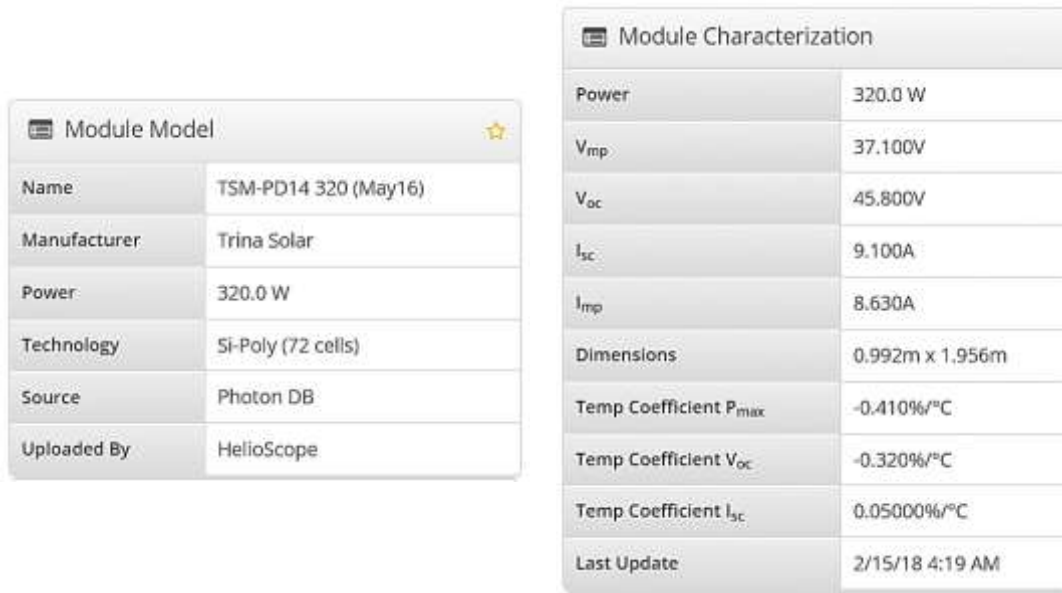 Module Model
Name TSM-PD14 320 (May16)
Manufacturer Trina Solar
Power 320.0 W
Technology Si-Poly (72 cells)
Source Photon DB
Uploaded By HelioScope
Module Characterization
Power 320.0 W
Vmp 37.100V
Voc 45.800V
Isc 9.100A
Imp 8.630A
Dimensions 0.992m x 1.956m
Temp Coefficient Pmax -0.410%/°C
Temp Coefficient Voc -0.320%/°C
Temp Coefficient Isc 0.05000%/°C
Last Update 2/15/18 4:19 AM